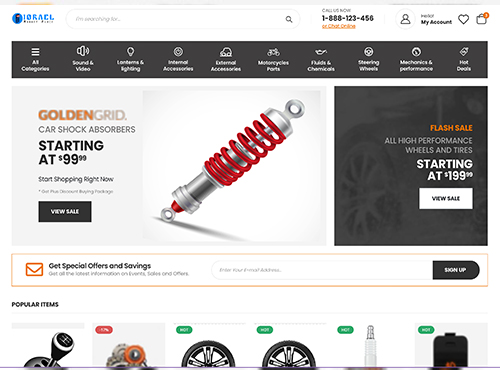 ISRAEL
I'm searching for...
CALL US NOW
1-888-123-456
or Chat Online
Hello!
My Account
0
All
Categories
Sound &
Video
Lanterns &
lighting
Internal
Accessories
External
Accessories
Motorcycles
Parts
Fluids &
Chemicals
Steering
Wheels
Mechanics &
performance
Hot
Deals
GOLDENGRID.
CAR SHOCK ABSORBERS
STARTING
AT $99⁹⁹
Start Shopping Right Now
* Get Plus Discount Buying Package
VIEW SALE
FLASH SALE
ALL HIGH PERFORMANCE
WHEELS AND TIRES
STARTING
AT $199⁹⁹
VIEW SALE
Get Special Offers and Savings
Get all the latest information on Events, Sales and Offers.
Enter Your E-mail Address...
SIGN UP
POPULAR ITEMS
HOT
-17%
HOT
HOT
HOT
HOT